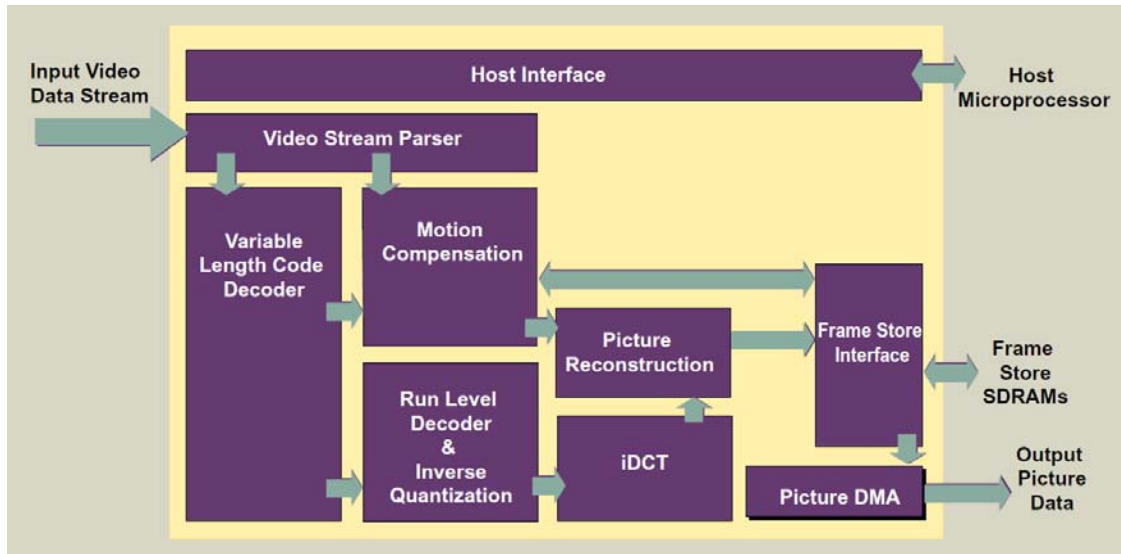 Input Video
Data Stream
Host Interface
Host
Microprocessor
Video Stream Parser
Variable
Length Code
Decoder
Motion
Compensation
Picture
Reconstruction
Frame Store
Interface
Frame
Store
SDRAMs
Run Level
Decoder
&
Inverse
Quantization
iDCT
Picture DMA
Output
Picture
Data